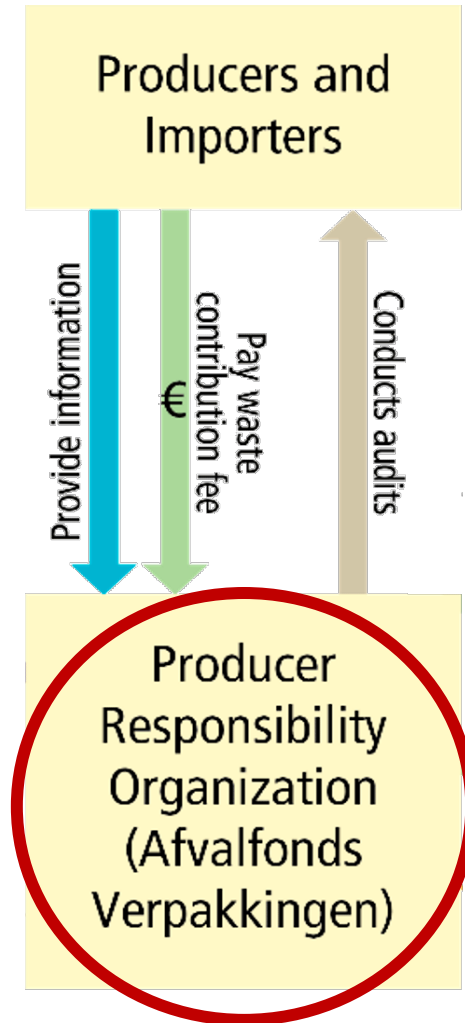 Producers and
Importers
Provide information
Pay waste
contribution fee
€
Conducts audits
Producer
Responsibility
Organization
(Afvalfonds
Verpakkingen)